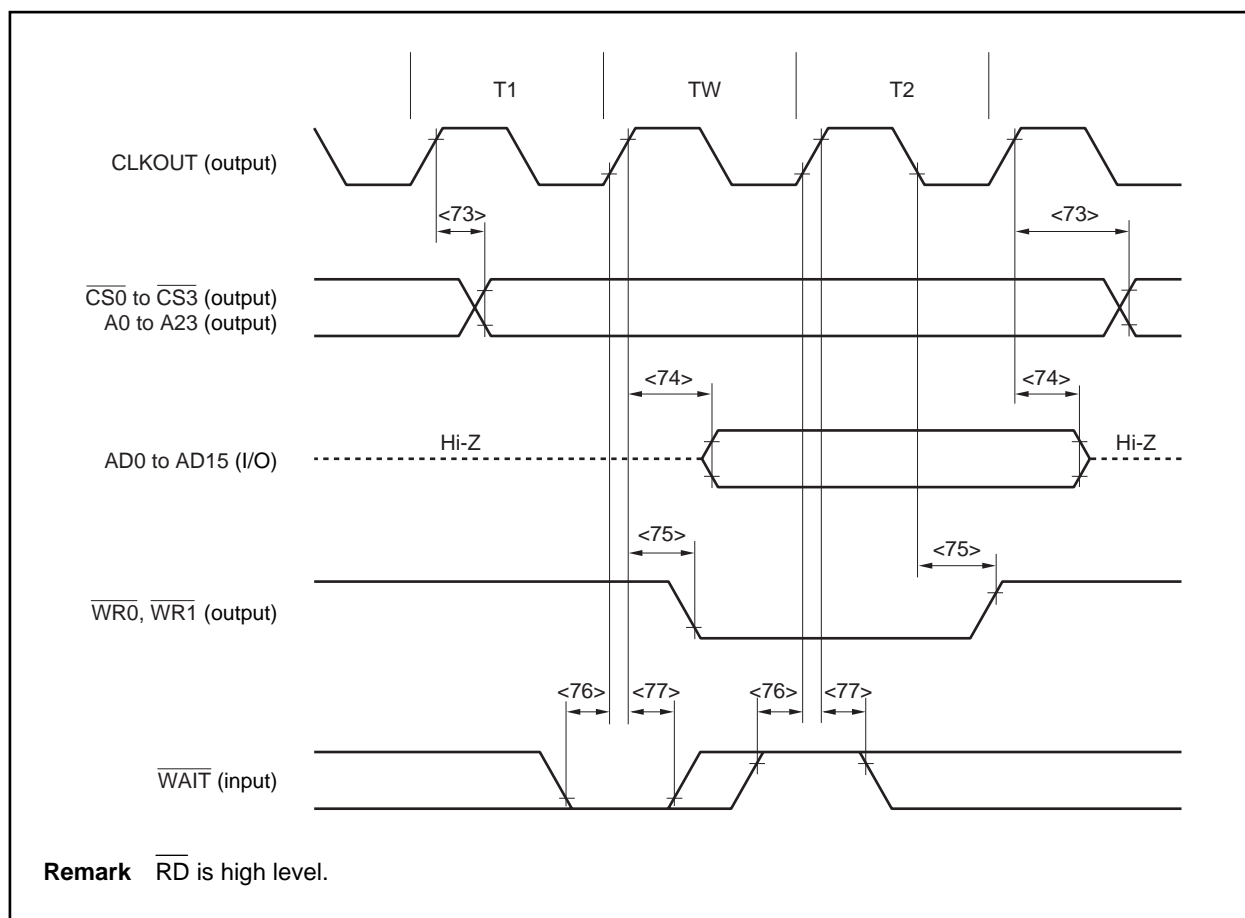 T1 TW T2
CLKOUT (output)
<73> <73>
CS0 to CS3 (output)
A0 to A23 (output)
<74> <74>
Hi-Z Hi-Z
AD0 to AD15 (I/O)
<75> <75>
WR0, WR1 (output)
<76> <77> <76> <77>
WAIT (input)
Remark RD is high level.